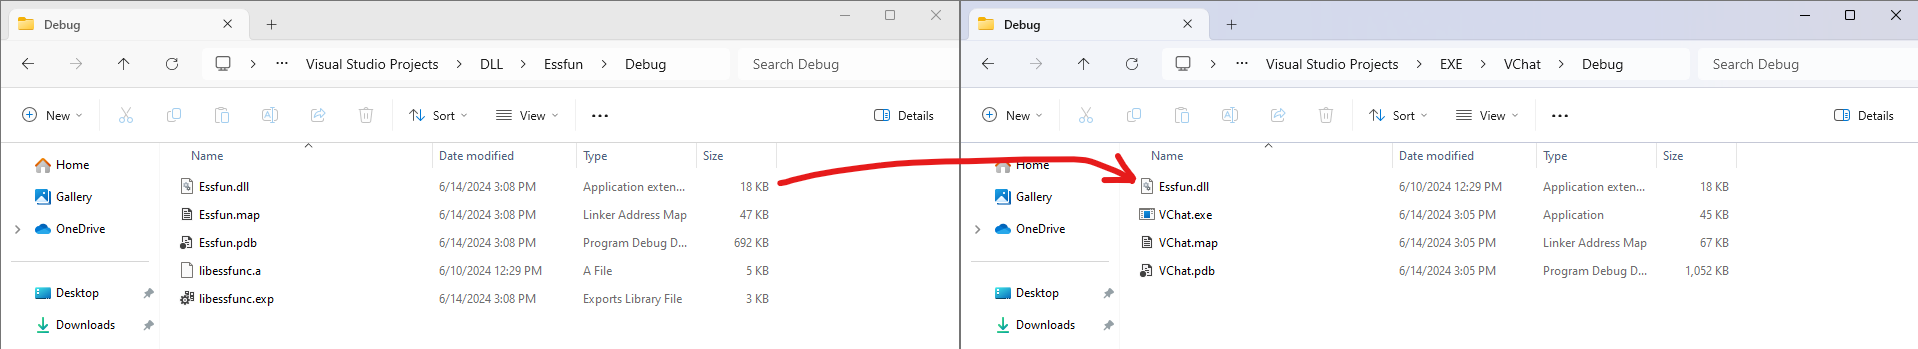 Debug
Visual Studio Projects > DLL > Essfun > Debug
Search Debug
New
Sort
View
Details
Name
Date modified
Type
Size
Home
Gallery
OneDrive
Desktop
Downloads
Essfun.dll 6/14/2024 3:08 PM Application exten... 18 KB
Essfun.map 6/14/2024 3:08 PM Linker Address Map 47 KB
Essfun.pdb 6/14/2024 3:08 PM Program Debug D... 692 KB
libessfunc.a 6/10/2024 12:29 PM A File 5 KB
libessfunc.exp 6/14/2024 3:08 PM Exports Library File 3 KB
Debug
Visual Studio Projects > EXE > VChat > Debug
Search Debug
New
Sort
View
Details
Name
Date modified
Type
Size
Home
Gallery
OneDrive
Desktop
Downloads
Essfun.dll 6/10/2024 12:29 PM Application exten... 18 KB
VChat.exe 6/14/2024 3:05 PM Application 45 KB
VChat.map 6/14/2024 3:05 PM Linker Address Map 67 KB
VChat.pdb 6/14/2024 3:05 PM Program Debug D... 1,052 KB